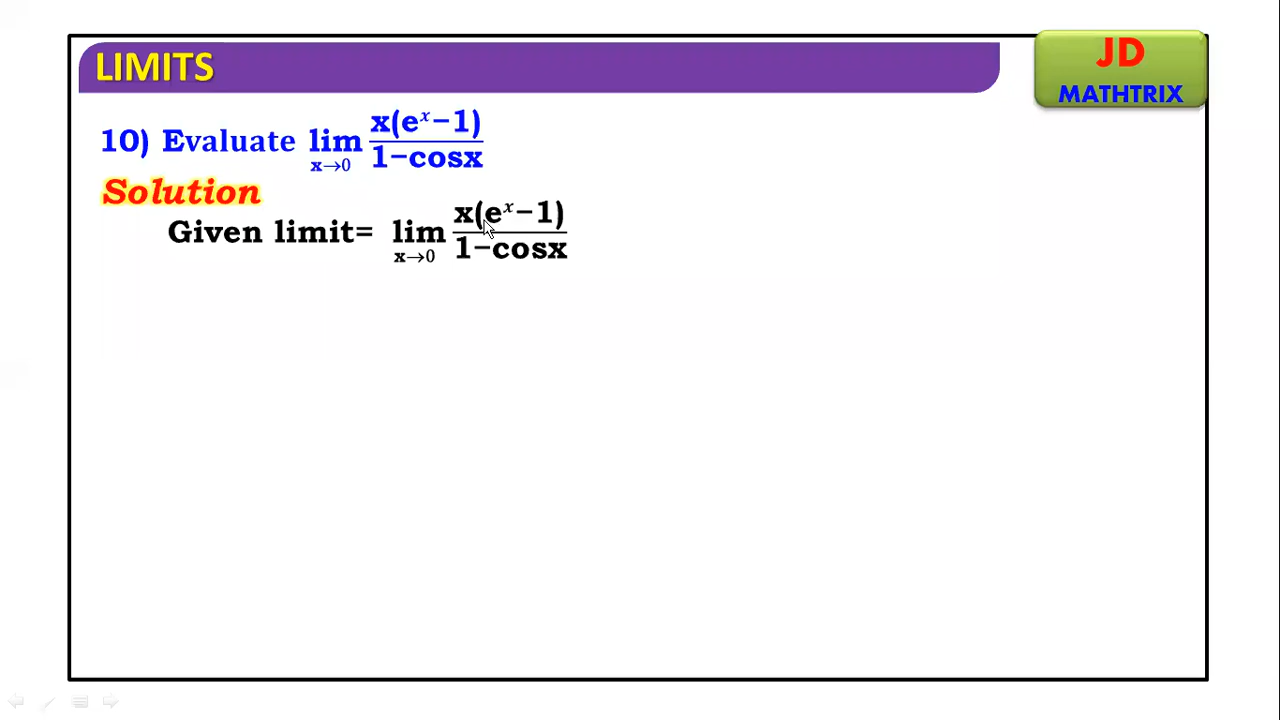 LIMITS
JD
MATHTRIX
10) Evaluate lim x→0 x(eˣ−1) / 1−cosx
Solution
Given limit= lim x→0 x(eˣ−1) / 1−cosx